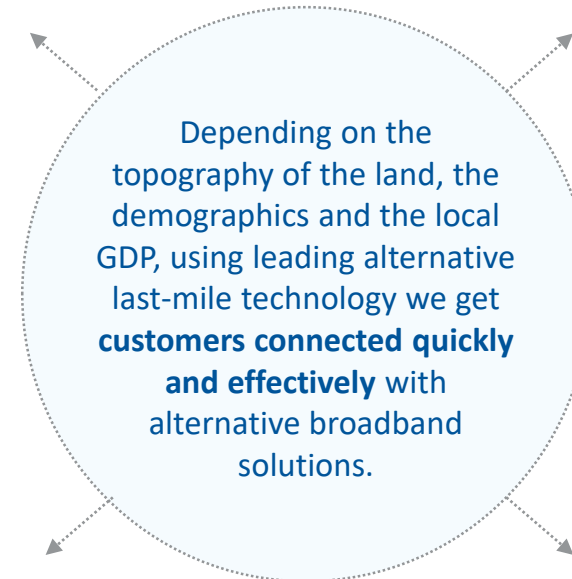 Depending on the
topography of the land, the
demographics and the local
GDP, using leading alternative
last-mile technology we get
customers connected quickly
and effectively with
alternative broadband
solutions.